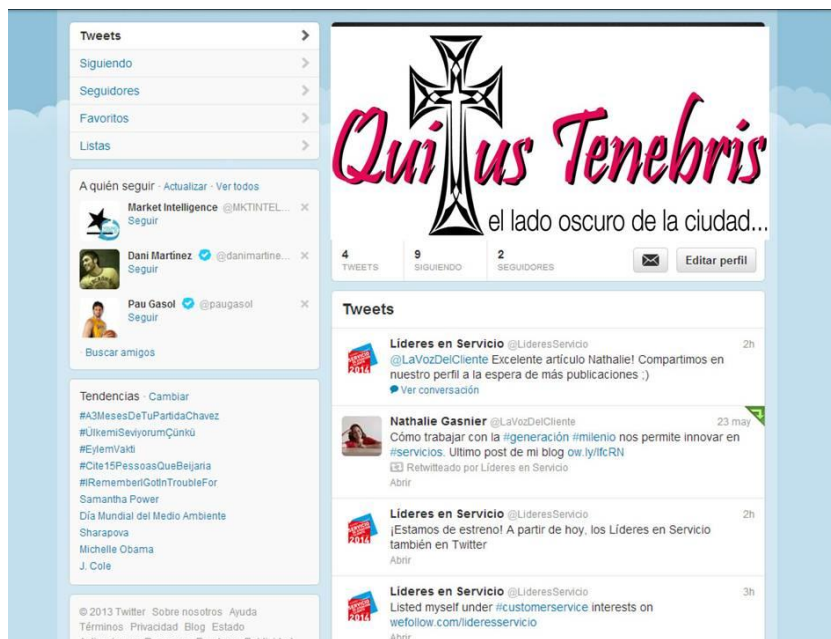 Tweets
Siguiendo
Seguidores
Favoritos
Listas
A quién seguir · Actualizar · Ver todos
Market Intelligence @MKTINTEL...
Seguir
Dani Martinez @danimartine...
Seguir
Pau Gasol @paugasol
Seguir
· Buscar amigos
Tendencias · Cambiar
#A3MesesDeTuPartidaChavez
#ÜlkemiSeviyorumÇünkü
#EylemVakti
#Cite15PessoasQueBeijaria
#IRememberIGotInTroubleFor
Samantha Power
Día Mundial del Medio Ambiente
Sharapova
Michelle Obama
J. Cole
© 2013 Twitter Sobre nosotros Ayuda
Términos Privacidad Blog Estado
Quitus Tenebris
el lado oscuro de la ciudad...
4
TWEETS
9
SIGUIENDO
2
SEGUIDORES
Editar perfil
Tweets
Líderes en Servicio @LideresServicio 2h
@LaVozDelCliente Excelente artículo Nathalie! Compartimos en
nuestro perfil a la espera de más publicaciones ;)
Ver conversación
Nathalie Gasnier @LaVozDelCliente 23 may
Cómo trabajar con la #generación #milenio nos permite innovar en
#servicios. Ultimo post de mi blog ow.ly/lfcRN
Retwitteado por Líderes en Servicio
Abrir
Líderes en Servicio @LideresServicio 2h
¡Estamos de estreno! A partir de hoy, los Líderes en Servicio
también en Twitter
Abrir
Líderes en Servicio @LideresServicio 3h
Listed myself under #customerservice interests on
wefollow.com/lideresservicio
Abrir